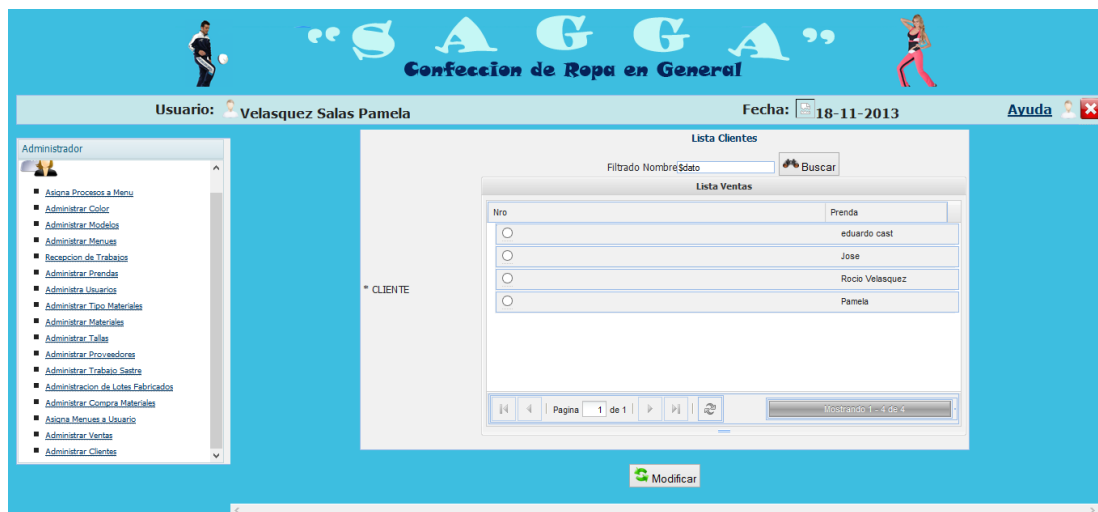 “S A G G A”
Confeccion de Ropa en General
Usuario: Velasquez Salas Pamela Fecha: 18-11-2013 Ayuda
Administrador
Asigna Procesos a Menu
Administrar Color
Administrar Modelos
Administrar Menues
Recepcion de Trabajos
Administrar Prendas
Administra Usuarios
Administrar Tipo Materiales
Administrar Materiales
Administrar Tallas
Administrar Proveedores
Administrar Trabajo Sastre
Administracion de Lotes Fabricados
Administrar Compra Materiales
Asigna Menues a Usuario
Administrar Ventas
Administrar Clientes
Lista Clientes
Filtrado Nombre $dato Buscar
Lista Ventas
Nro Prenda
eduardo cast
Jose
Rocio Velasquez
Pamela
* CLIENTE
Pagina 1 de 1 Mostrando 1 - 4 de 4
Modificar